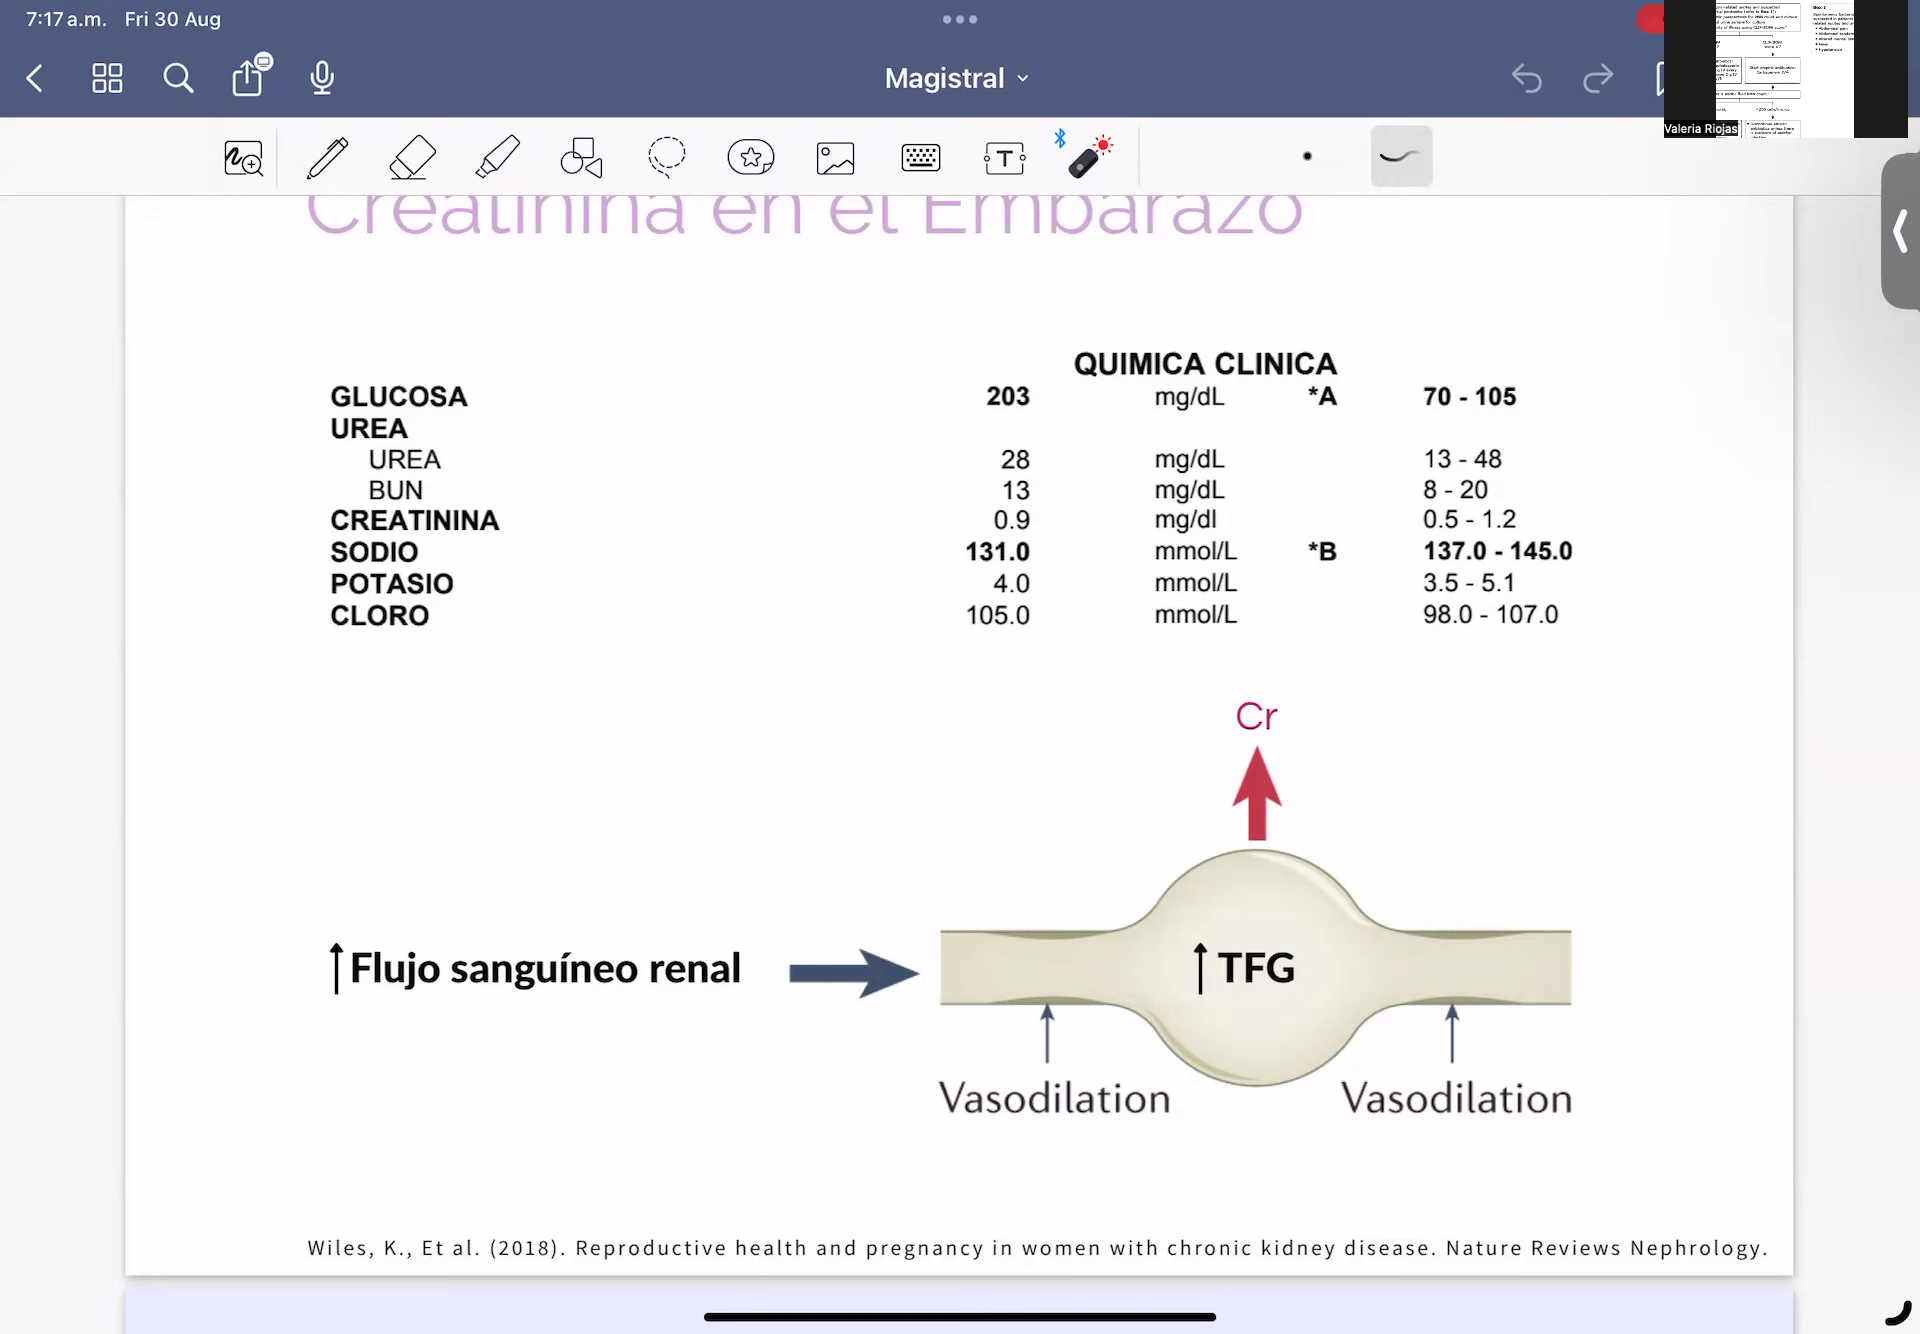 7:17 a.m. Fri 30 Aug
Magistral
T
Valeria Riojas
Creatinina en el Embarazo
QUIMICA CLINICA
GLUCOSA 203 mg/dL *A 70 - 105
UREA
UREA 28 mg/dL 13 - 48
BUN 13 mg/dL 8 - 20
CREATININA 0.9 mg/dl 0.5 - 1.2
SODIO 131.0 mmol/L *B 137.0 - 145.0
POTASIO 4.0 mmol/L 3.5 - 5.1
CLORO 105.0 mmol/L 98.0 - 107.0
Cr
↑Flujo sanguíneo renal
↑ TFG
Vasodilation Vasodilation
Wiles, K., Et al. (2018). Reproductive health and pregnancy in women with chronic kidney disease. Nature Reviews Nephrology.